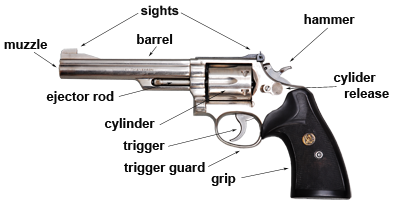 sights
hammer
barrel
muzzle
cylider
release
ejector rod
cylinder
trigger
trigger guard
grip